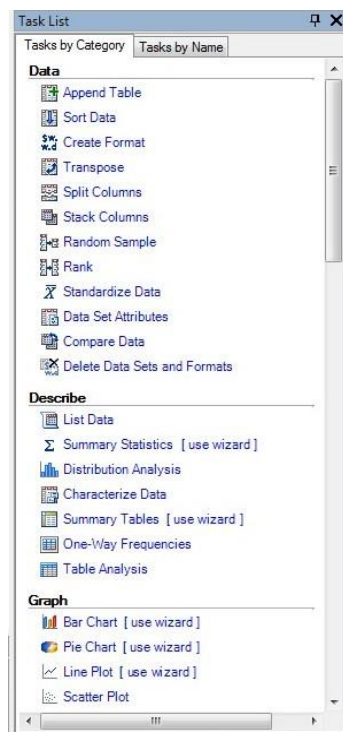 Task List
Tasks by Category Tasks by Name
Data
Append Table
Sort Data
Create Format
Transpose
Split Columns
Stack Columns
Random Sample
Rank
Standardize Data
Data Set Attributes
Compare Data
Delete Data Sets and Formats
Describe
List Data
Summary Statistics [ use wizard ]
Distribution Analysis
Characterize Data
Summary Tables [ use wizard ]
One-Way Frequencies
Table Analysis
Graph
Bar Chart [ use wizard ]
Pie Chart [ use wizard ]
Line Plot [ use wizard ]
Scatter Plot